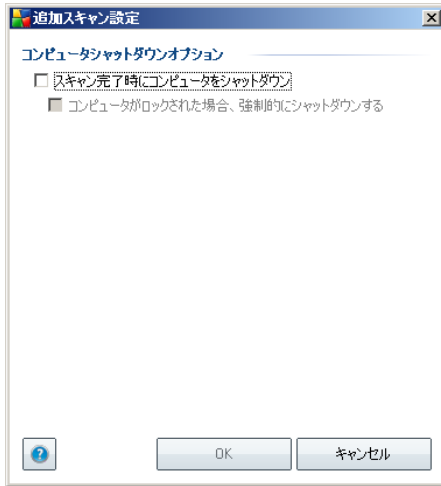 追加スキャン設定
コンピュータシャットダウンオプション
スキャン完了時にコンピュータをシャットダウン
コンピュータがロックされた場合、強制的にシャットダウンする
OK
キャンセル